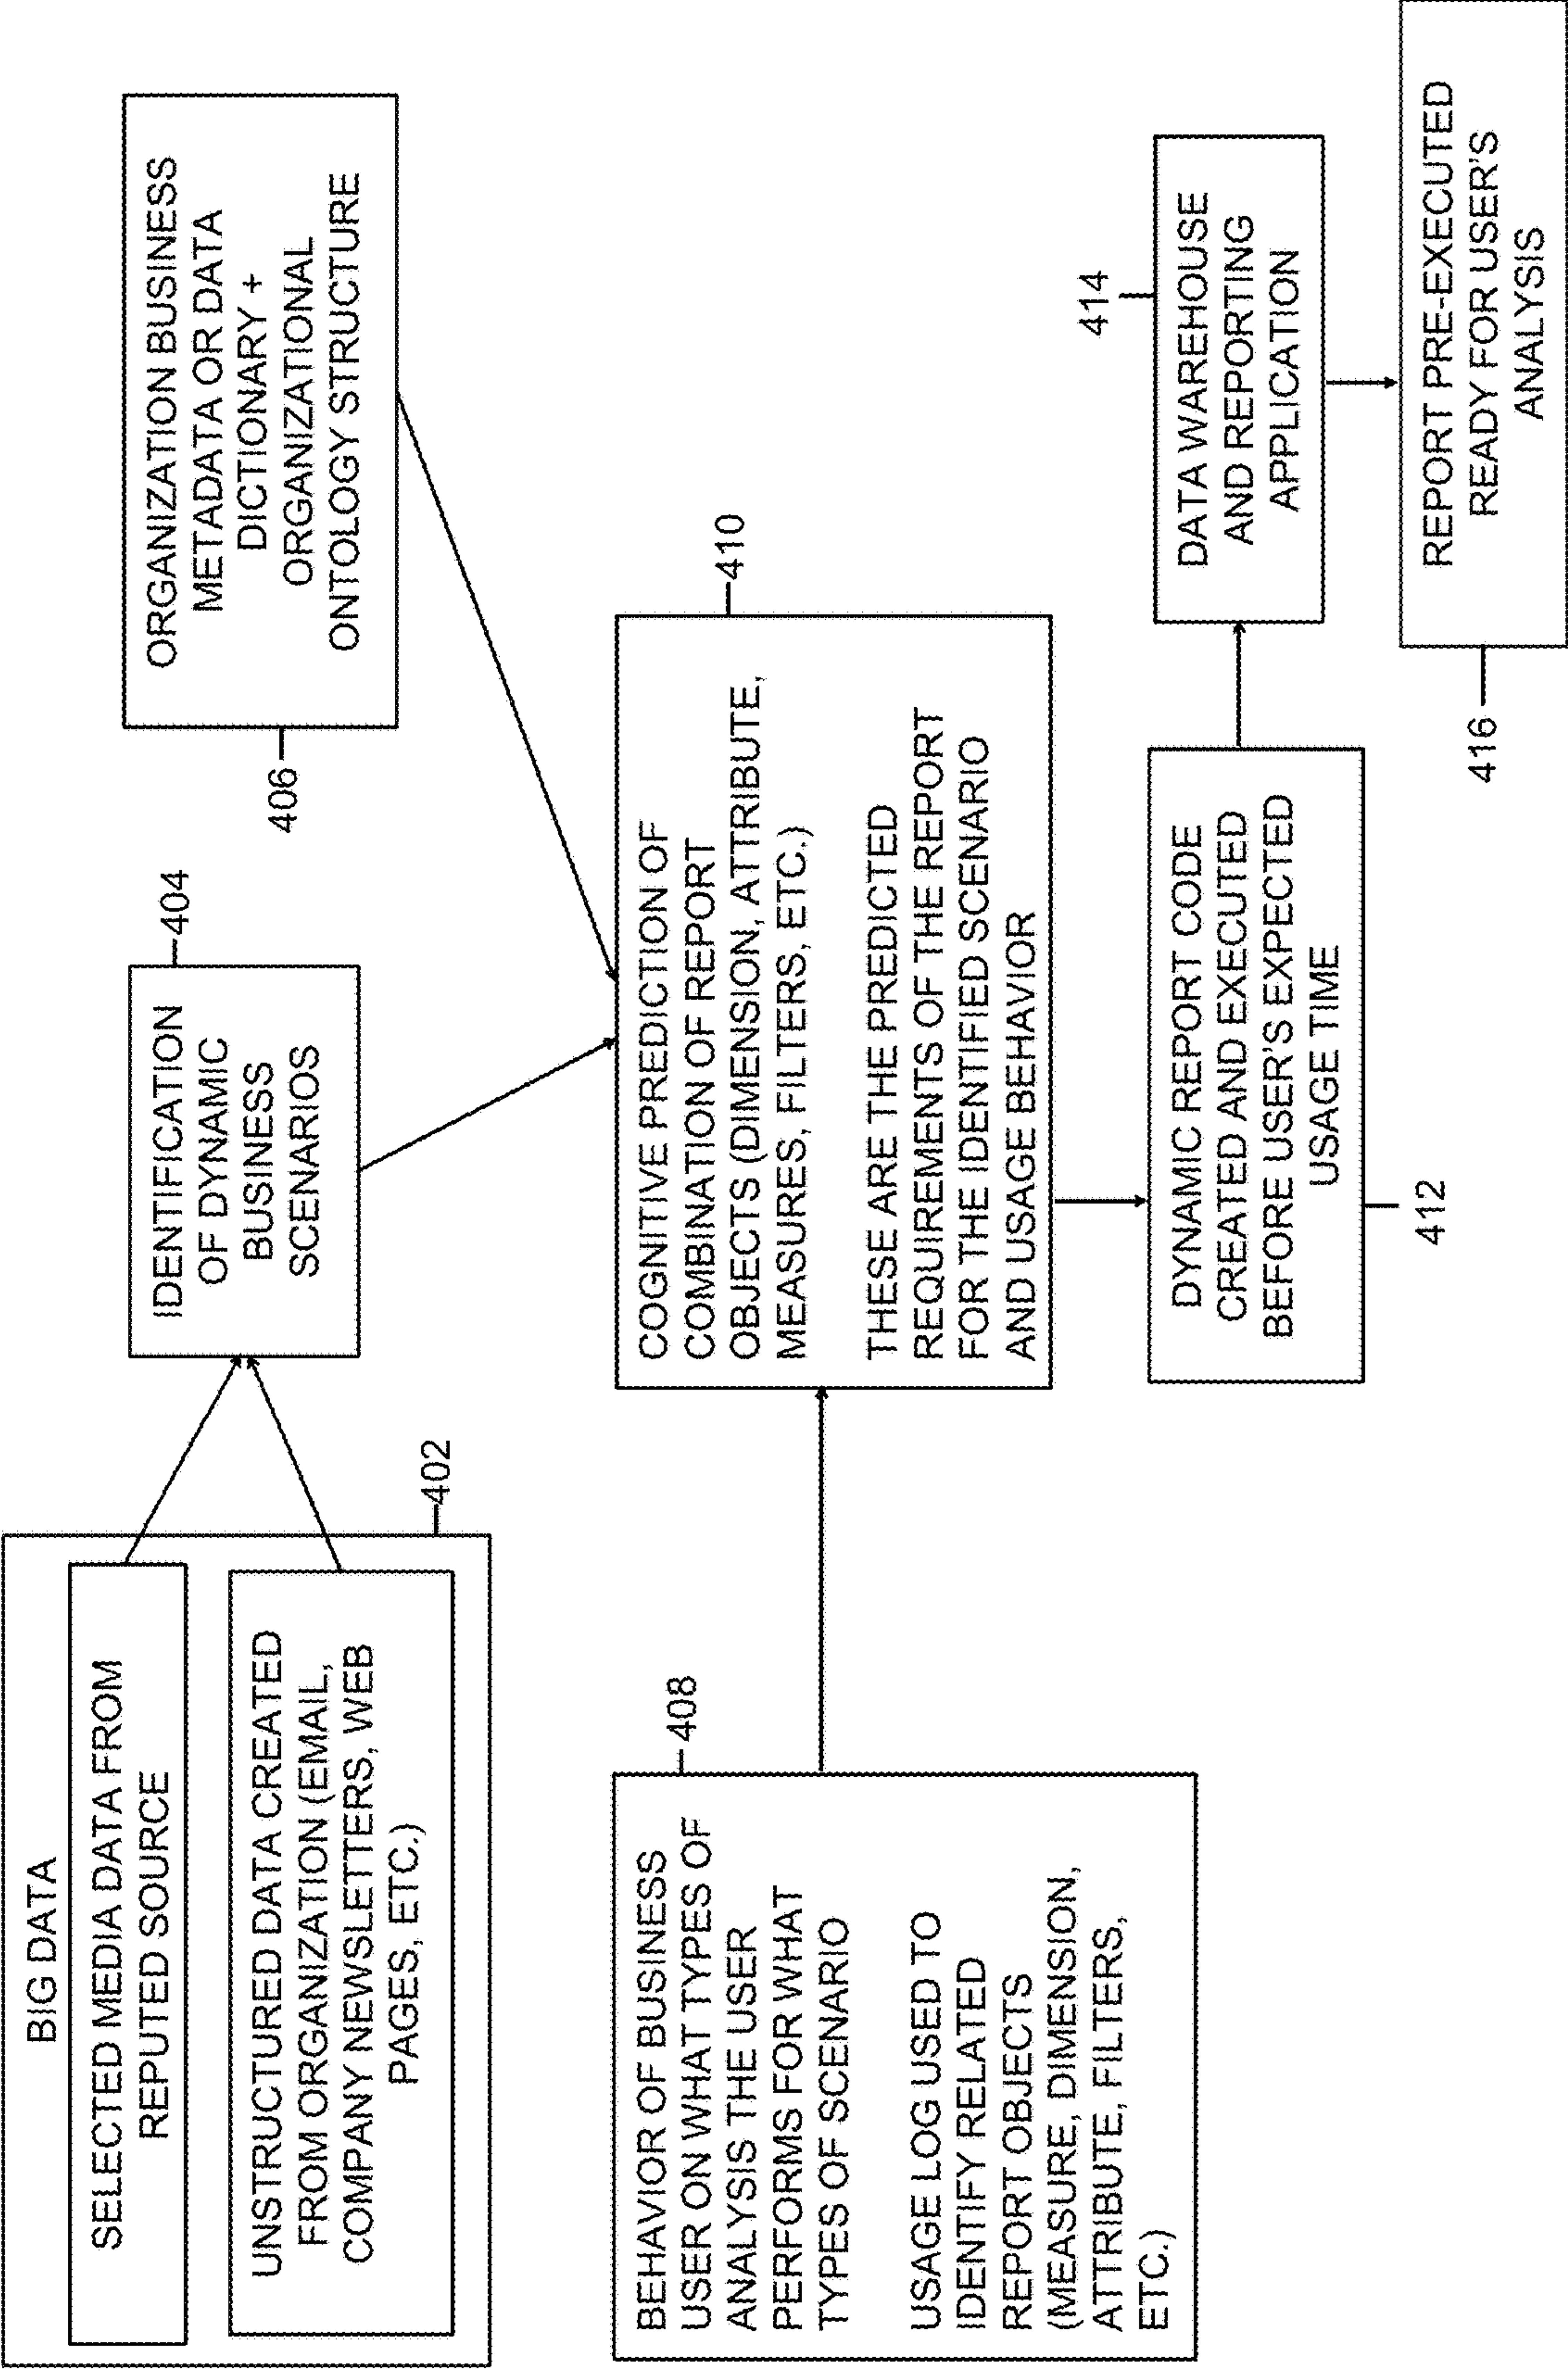 BIG DATA
SELECTED MEDIA DATA FROM
REPUTED SOURCE
UNSTRUCTURED DATA CREATED
FROM ORGANIZATION (EMAIL,
COMPANY NEWSLETTERS, WEB
PAGES, ETC.)
402
IDENTIFICATION
OF DYNAMIC
BUSINESS
SCENARIOS
404
ORGANIZATION BUSINESS
METADATA OR DATA
DICTIONARY +
ORGANIZATIONAL
ONTOLOGY STRUCTURE
406
BEHAVIOR OF BUSINESS
USER ON WHAT TYPES OF
ANALYSIS THE USER
PERFORMS FOR WHAT
TYPES OF SCENARIO
USAGE LOG USED TO
IDENTIFY RELATED
REPORT OBJECTS
(MEASURE, DIMENSION,
ATTRIBUTE, FILTERS,
ETC.)
408
COGNITIVE PREDICTION OF
COMBINATION OF REPORT
OBJECTS (DIMENSION, ATTRIBUTE,
MEASURES, FILTERS, ETC.)
THESE ARE THE PREDICTED
REQUIREMENTS OF THE REPORT
FOR THE IDENTIFIED SCENARIO
AND USAGE BEHAVIOR
410
DYNAMIC REPORT CODE
CREATED AND EXECUTED
BEFORE USER'S EXPECTED
USAGE TIME
412
DATA WAREHOUSE
AND REPORTING
APPLICATION
414
REPORT PRE-EXECUTED
READY FOR USER'S
ANALYSIS
416